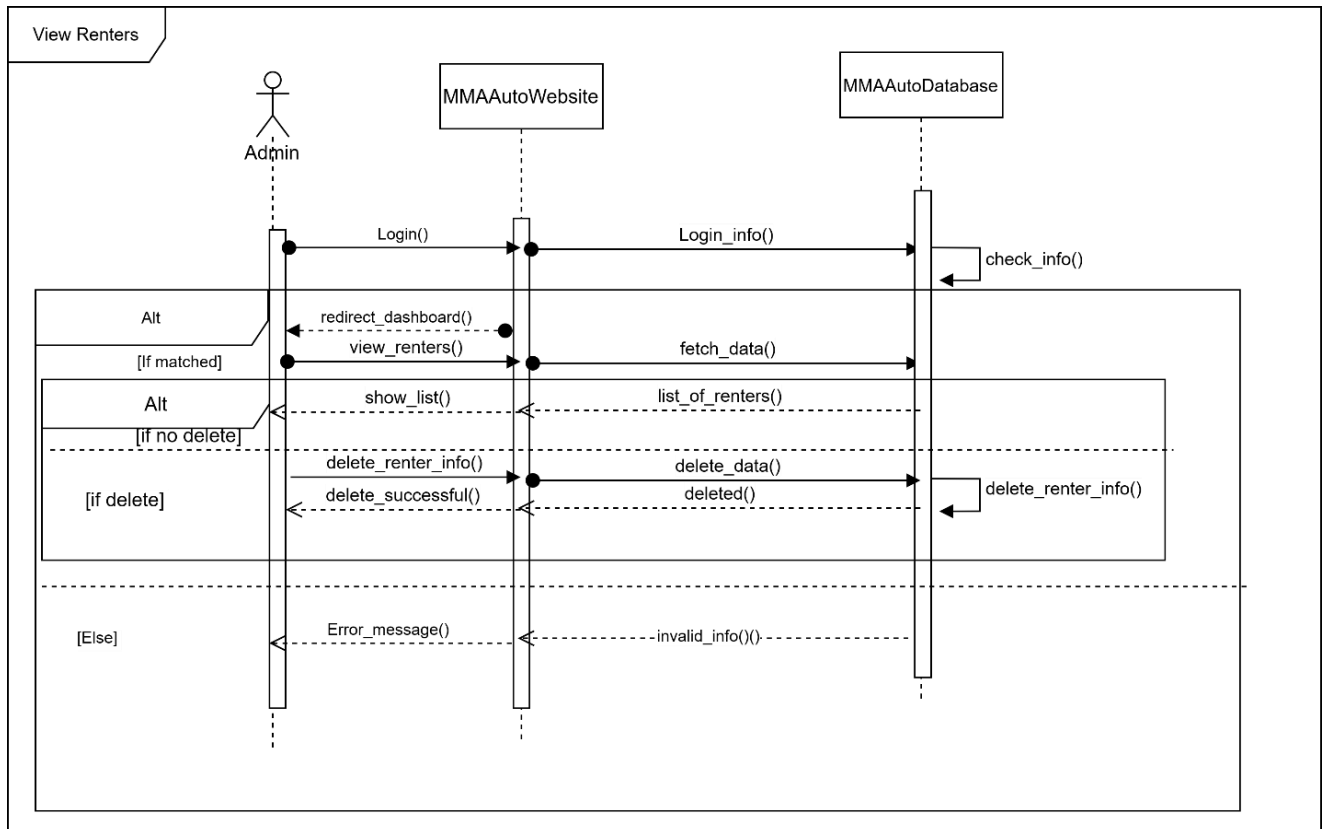 View Renters
MMAAutoWebsite
MMAAutoDatabase
Admin
Login()
Login_info()
check_info()
Alt
redirect_dashboard()
[If matched]
view_renters()
fetch_data()
Alt
show_list()
list_of_renters()
[if no delete]
delete_renter_info()
delete_data()
[if delete]
delete_successful()
deleted()
delete_renter_info()
[Else]
Error_message()
invalid_info()()